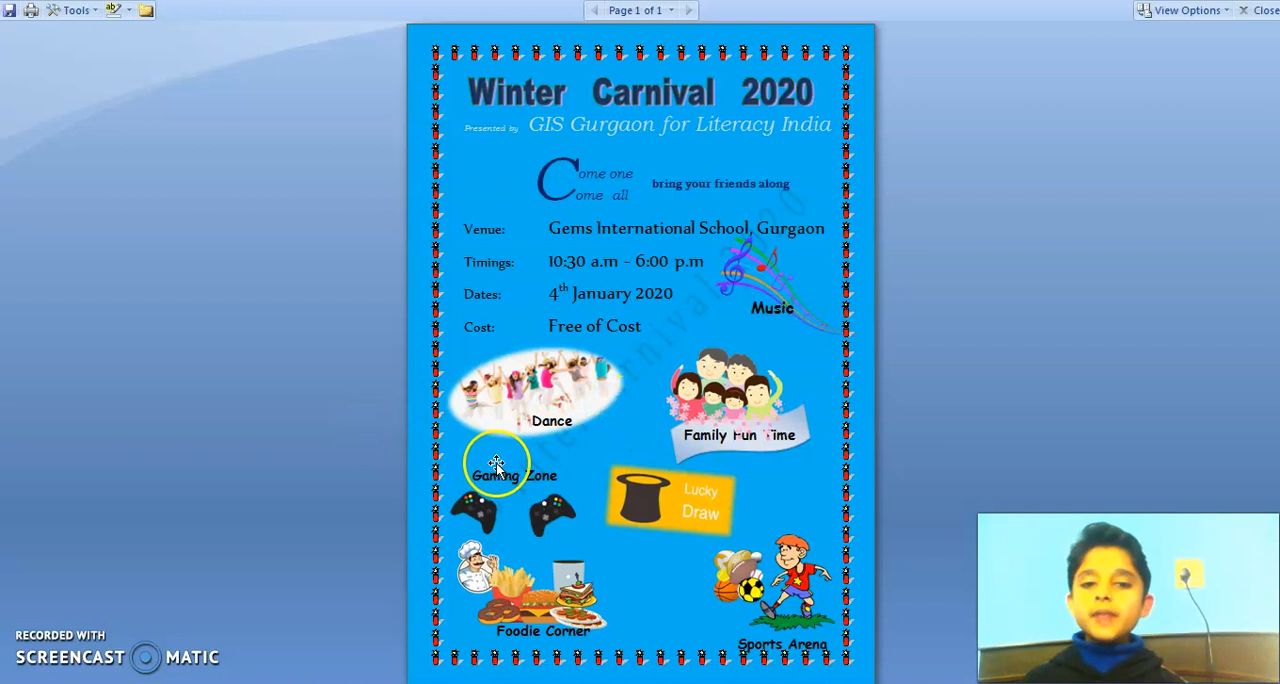 Tools
Page 1 of 1
View Options
Close
Winter Carnival 2020
Presented by GIS Gurgaon for Literacy India
Come one
Come all
bring your friends along
Venue: Gems International School, Gurgaon
Timings: 10:30 a.m - 6:00 p.m
Dates: 4th January 2020
Cost: Free of Cost
Music
Dance
Family Fun Time
Gaming Zone
Lucky
Draw
Foodie Corner
Sports Arena
RECORDED WITH
SCREENCAST MATIC